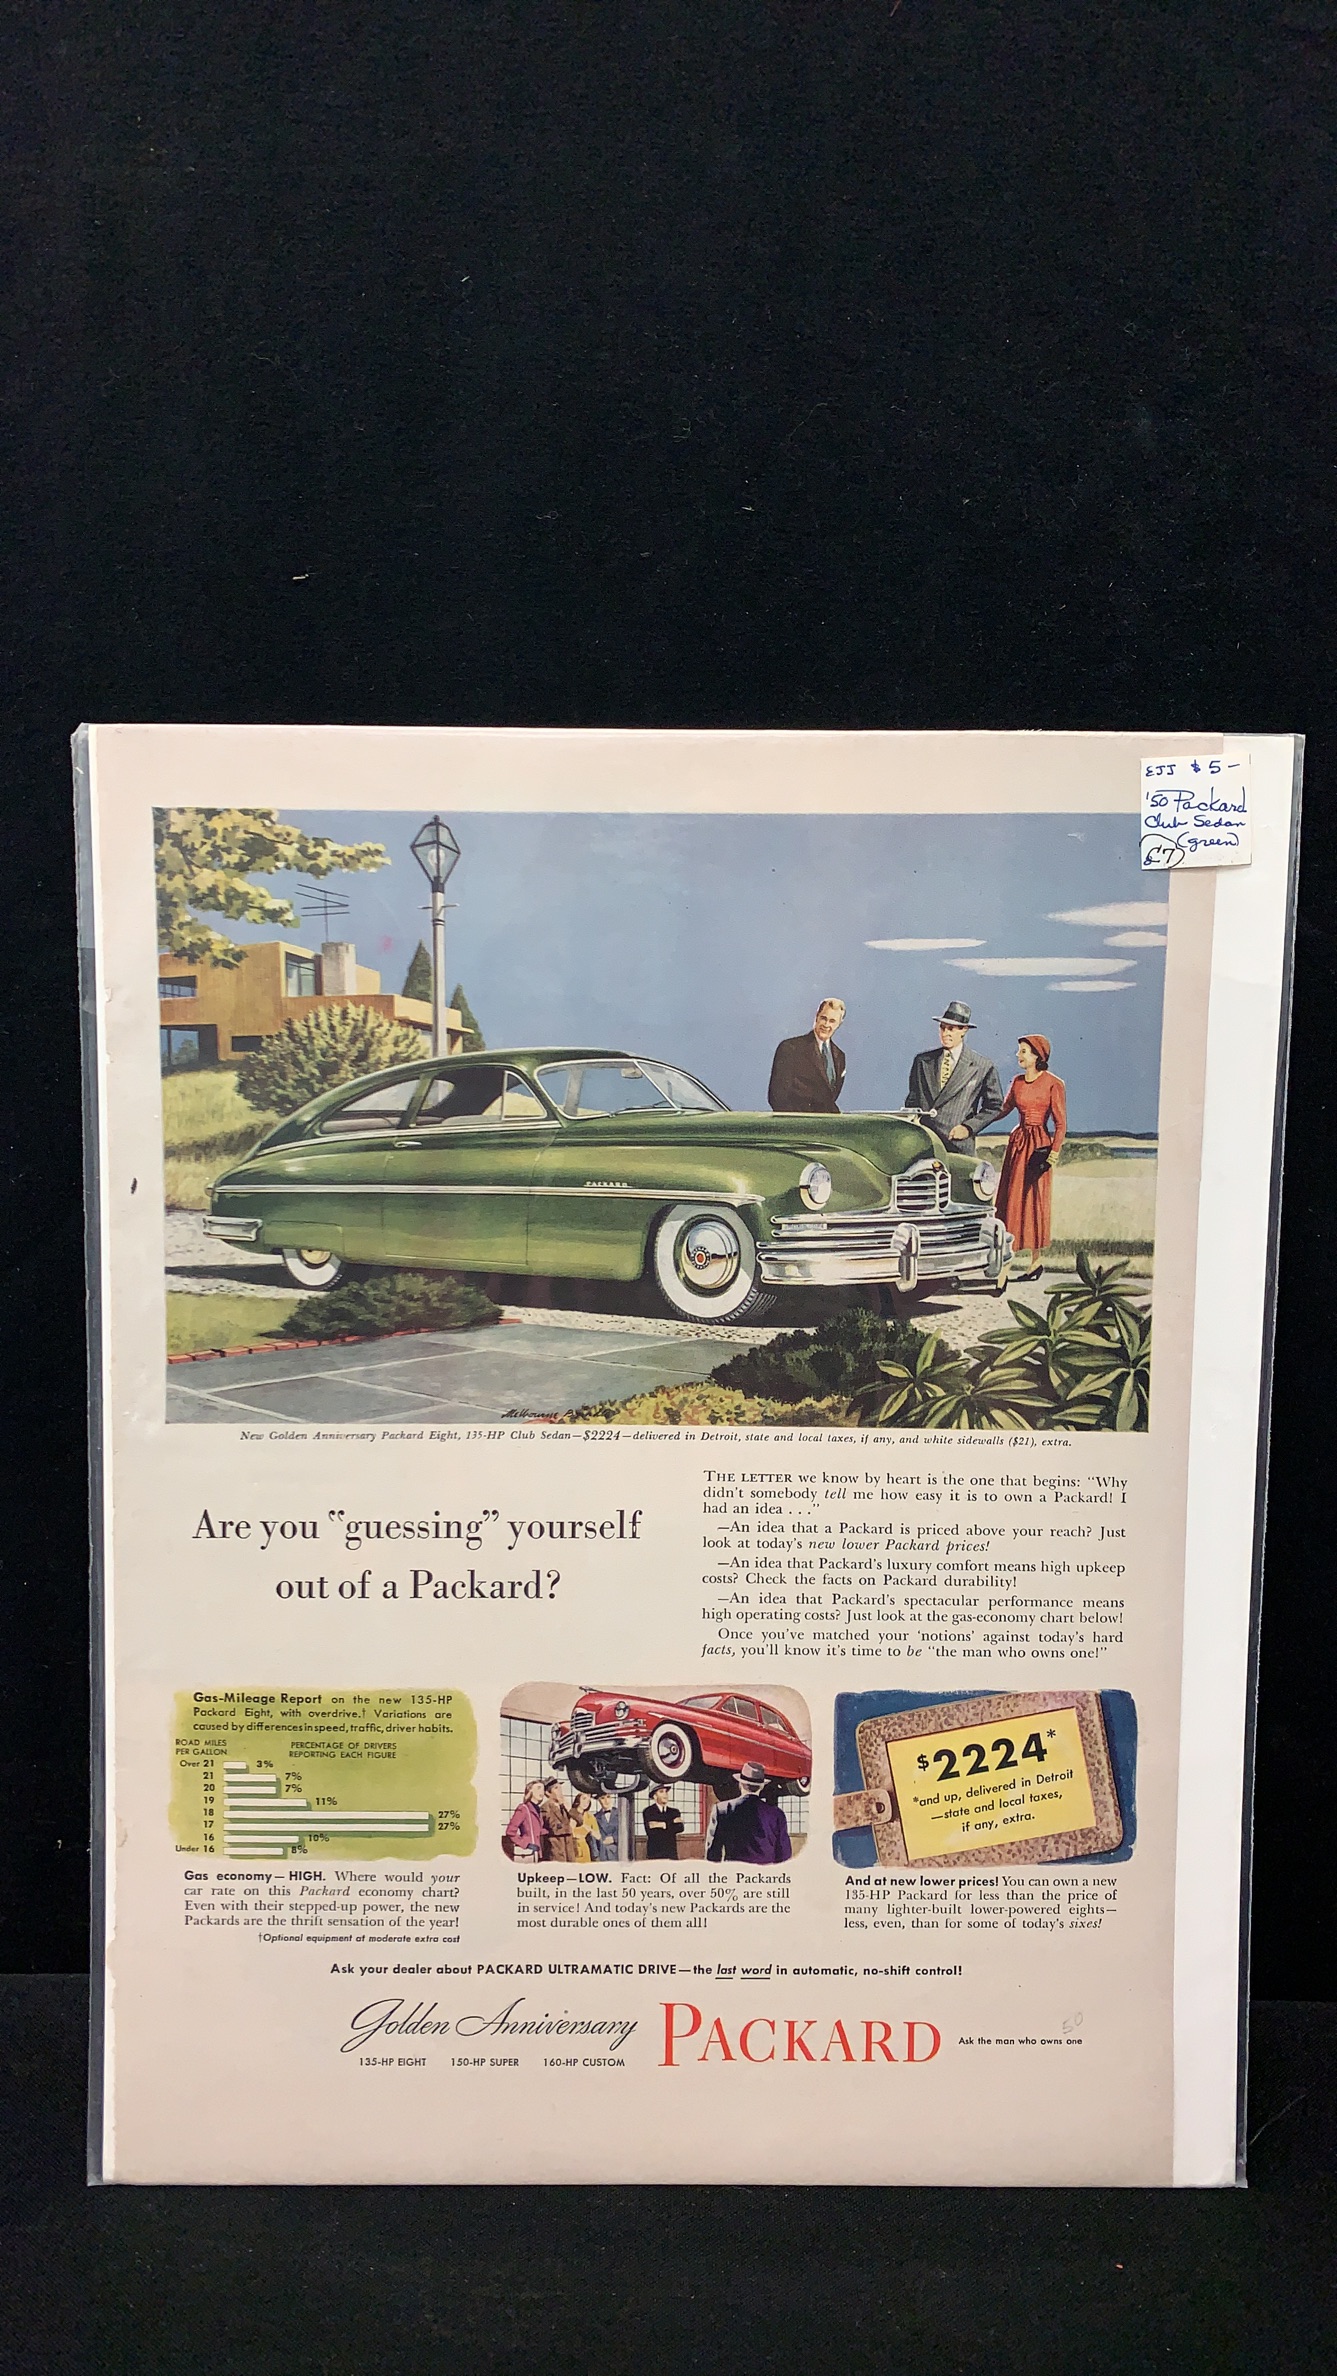 EJJ $5-
'50 Packard
Club Sedan
(green)
C7
PACKARD
New Golden Anniversary Packard Eight, 135-HP Club Sedan—$2224—delivered in Detroit, state and local taxes, if any, and white sidewalls ($21), extra.
Are you "guessing" yourself
out of a Packard?
THE LETTER we know by heart is the one that begins: "Why
didn't somebody tell me how easy it is to own a Packard! I
had an idea . . ."
—An idea that a Packard is priced above your reach? Just
look at today's new lower Packard prices!
—An idea that Packard's luxury comfort means high upkeep
costs? Check the facts on Packard durability!
—An idea that Packard's spectacular performance means
high operating costs? Just look at the gas-economy chart below!
Once you've matched your 'notions' against today's hard
facts, you'll know it's time to be "the man who owns one!"
Gas-Mileage Report on the new 135-HP
Packard Eight, with overdrive.† Variations are
caused by differences in speed, traffic, driver habits.
ROAD MILES
PER GALLON
PERCENTAGE OF DRIVERS
REPORTING EACH FIGURE
Over 21 3%
21 7%
20 7%
19 11%
18 27%
17 27%
16 10%
Under 16 8%
Gas economy—HIGH. Where would your
car rate on this Packard economy chart?
Even with their stepped-up power, the new
Packards are the thrift sensation of the year!
†Optional equipment at moderate extra cost
Upkeep—LOW. Fact: Of all the Packards
built, in the last 50 years, over 50% are still
in service! And today's new Packards are the
most durable ones of them all!
$2224*
*and up, delivered in Detroit
—state and local taxes,
if any, extra.
And at new lower prices! You can own a new
135-HP Packard for less than the price of
many lighter-built lower-powered eights—
less, even, than for some of today's sixes!
Ask your dealer about PACKARD ULTRAMATIC DRIVE—the last word in automatic, no-shift control!
Golden Anniversary PACKARD
135-HP EIGHT 150-HP SUPER 160-HP CUSTOM
50
Ask the man who owns one